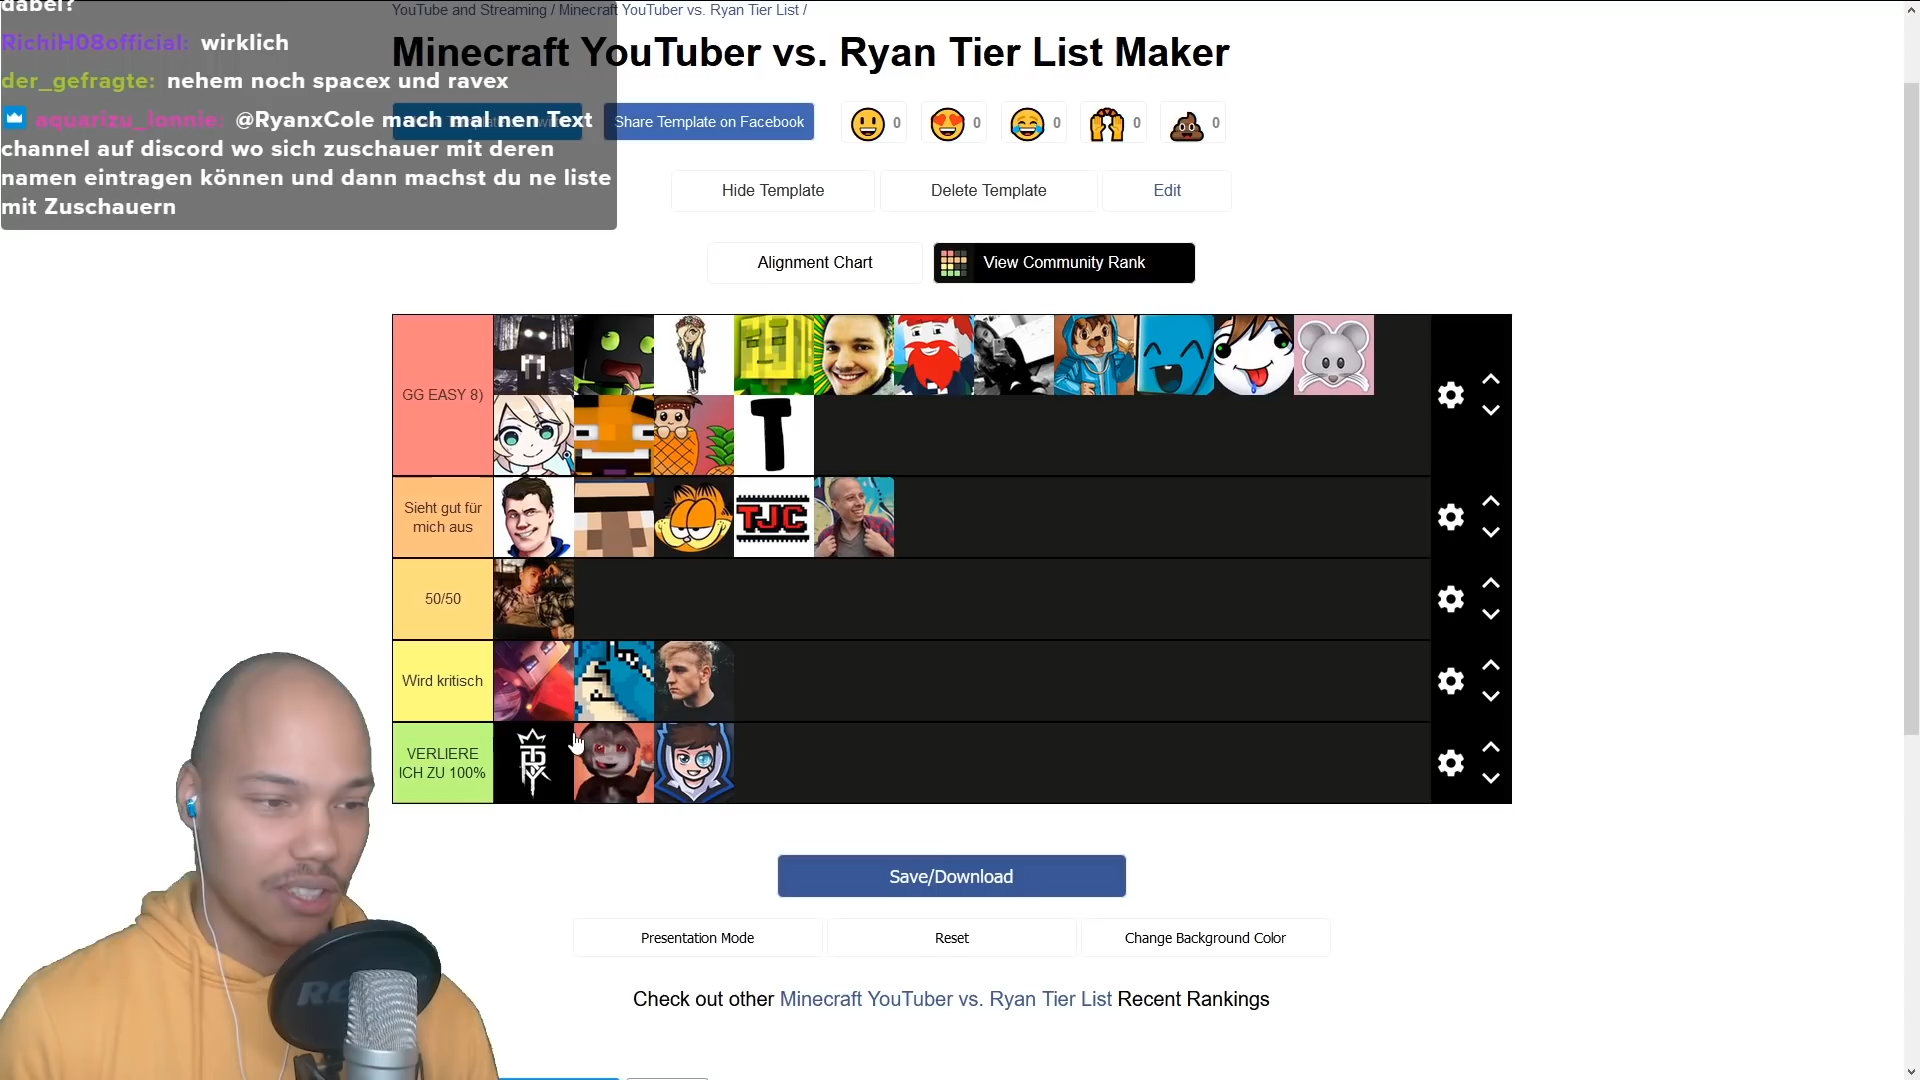 dabei?
RichiH08official: wirklich
der_gefragte: nehem noch spacex und ravex
aquarizu_lonnie: @RyanxCole mach mal nen Text
channel auf discord wo sich zuschauer mit deren
namen eintragen können und dann machst du ne liste
mit Zuschauern
YouTube and Streaming / Minecraft YouTuber vs. Ryan Tier List /
Minecraft YouTuber vs. Ryan Tier List Maker
Share Template on Facebook
0
0
0
0
0
Hide Template
Delete Template
Edit
Alignment Chart
View Community Rank
GG EASY 8)
T
Sieht gut für
mich aus
TJC
50/50
Wird kritisch
VERLIERE
ICH ZU 100%
Save/Download
Presentation Mode
Reset
Change Background Color
Check out other Minecraft YouTuber vs. Ryan Tier List Recent Rankings